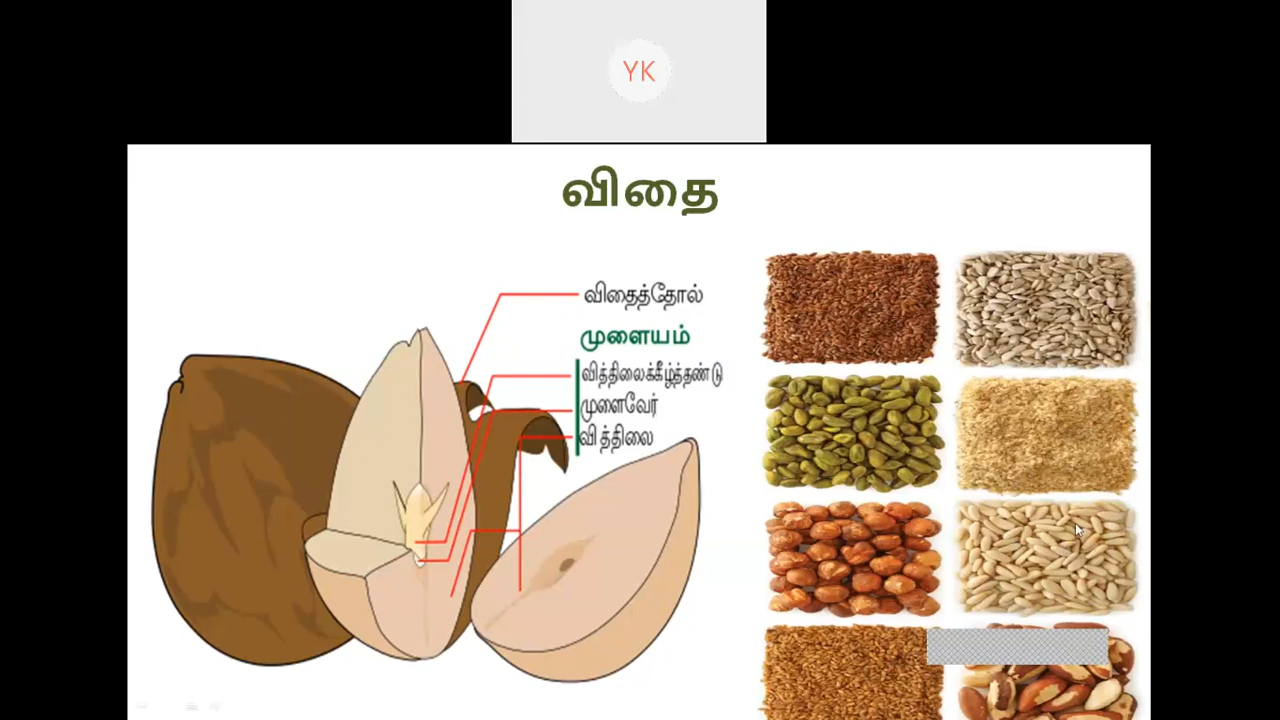 YK
விதை
விதைத்தோல்
முளையம்
வித்திலைக்கீழ்த்தண்டு
முளைவேர்
வித்திலை